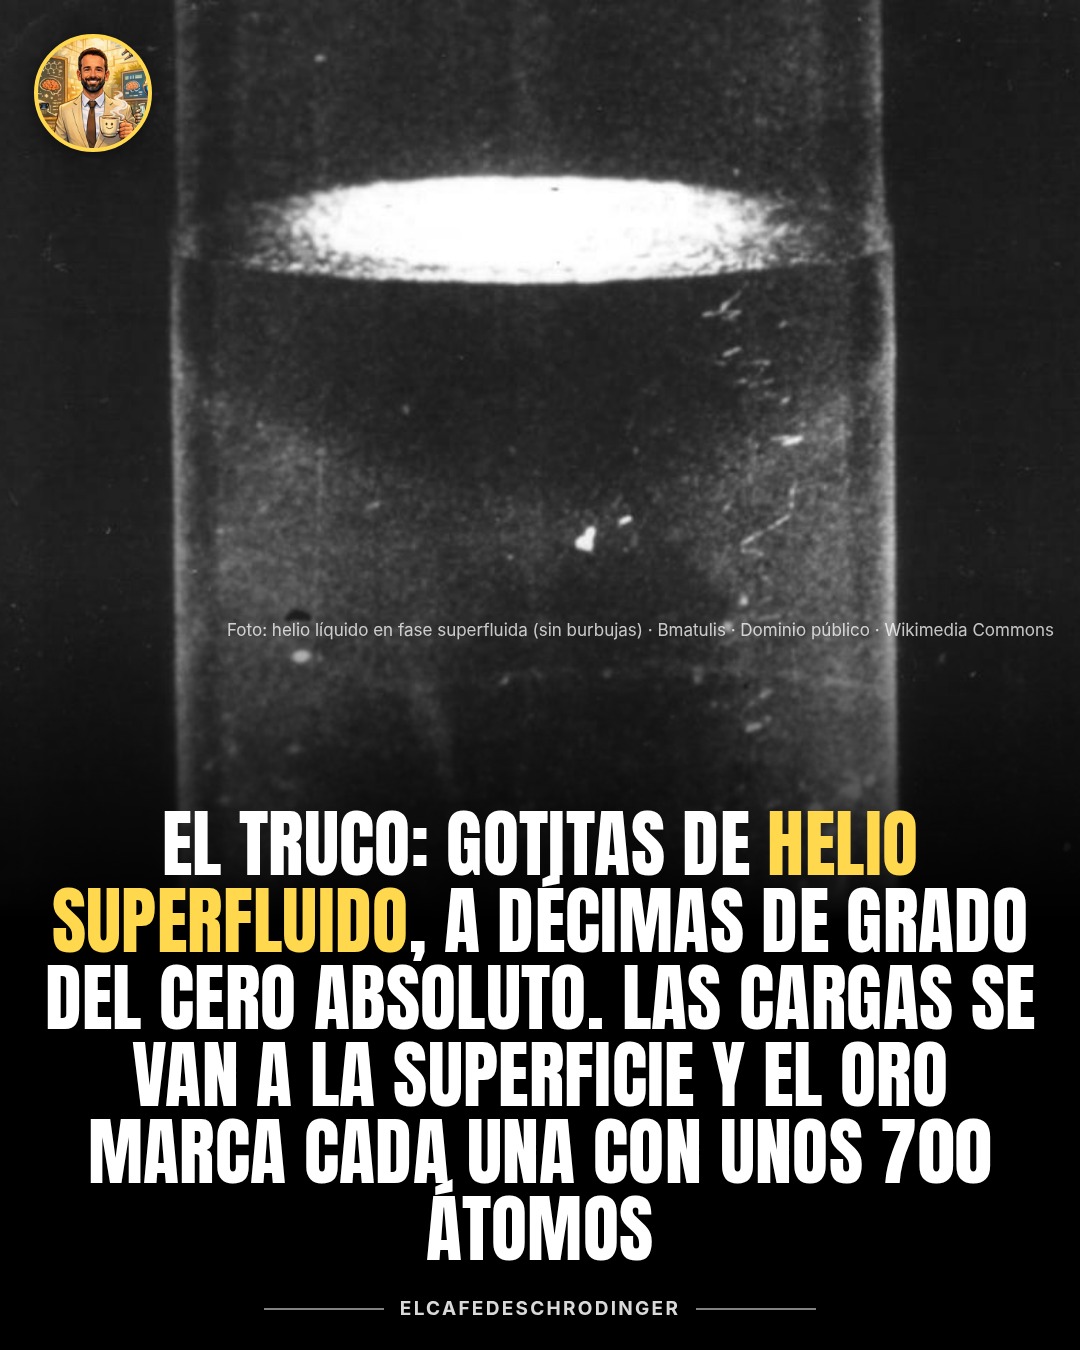 Foto: helio líquido en fase superfluida (sin burbujas) · Bmatulis · Dominio público · Wikimedia Commons
EL TRUCO: GOTITAS DE HELIO
SUPERFLUIDO, A DÉCIMAS DE GRADO
DEL CERO ABSOLUTO. LAS CARGAS SE
VAN A LA SUPERFICIE Y EL ORO
MARCA CADA UNA CON UNOS 700
ÁTOMOS
ELCAFEDESCHRODINGER